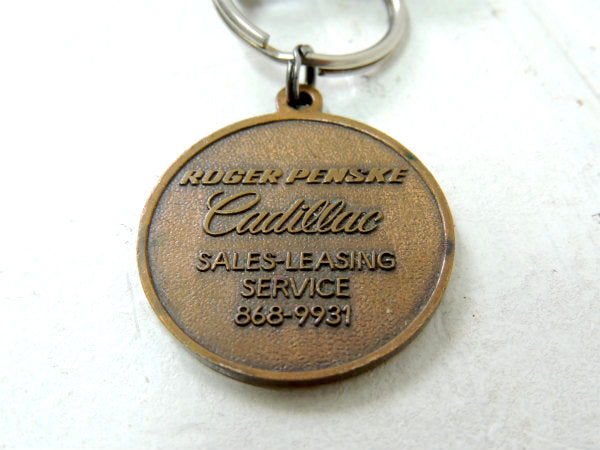 ROGER PENSKE
Cadillac
SALES-LEASING
SERVICE
868-9931